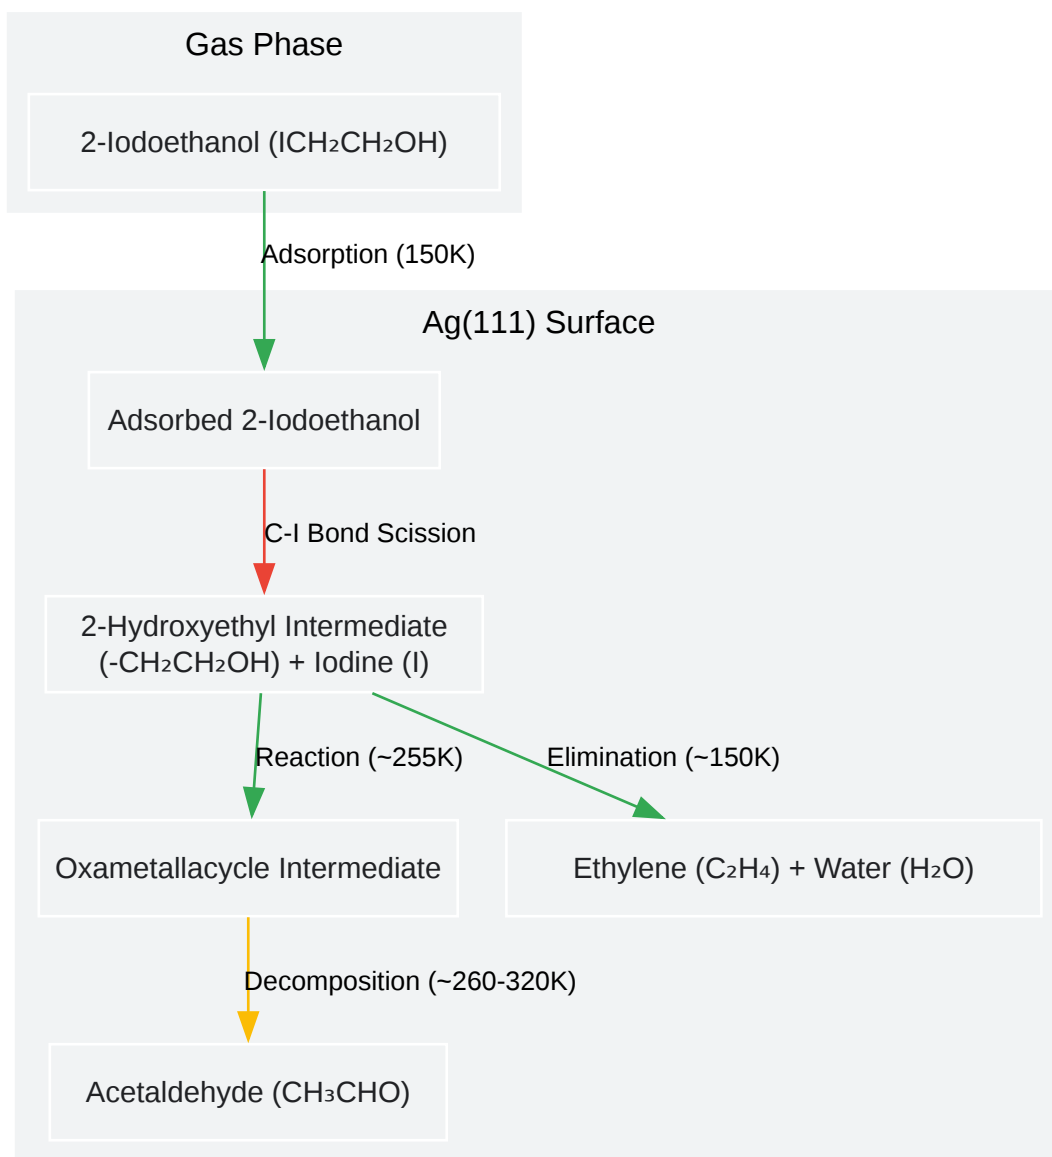 Gas Phase
2-Iodoethanol (ICH₂CH₂OH)
Adsorption (150K)
Ag(111) Surface
Adsorbed 2-Iodoethanol
C-I Bond Scission
2-Hydroxyethyl Intermediate
(-CH₂CH₂OH) + Iodine (I)
Reaction (~255K)
Elimination (~150K)
Oxametallacycle Intermediate
Ethylene (C₂H₄) + Water (H₂O)
Decomposition (~260-320K)
Acetaldehyde (CH₃CHO)